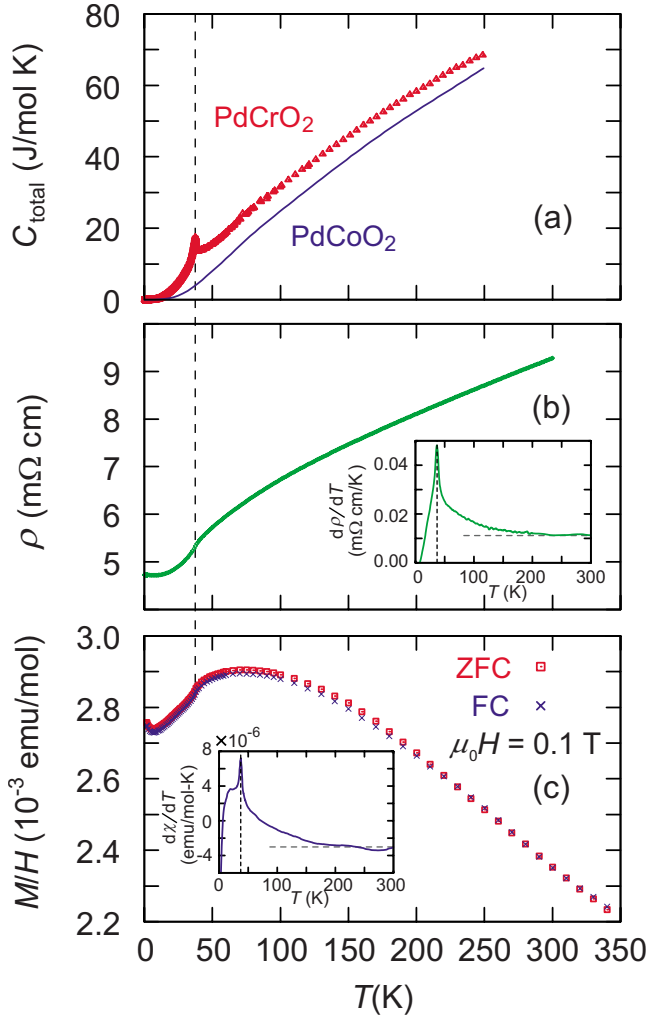 80
60
40
20
0
C_total (J/mol K)
PdCrO₂
PdCoO₂
(a)
9
8
7
6
5
ρ (mΩ cm)
(b)
0.04
0.02
0.00
dρ/dT
(mΩ cm/K)
0 100 200 300
T (K)
3.0
2.8
2.6
2.4
2.2
M/H (10⁻³ emu/mol)
ZFC
FC
μ₀H = 0.1 T
(c)
×10⁻⁶
8
4
0
-4
dχ/dT
(emu/mol-K)
0 100 200 300
T (K)
0 50 100 150 200 250 300 350
T(K)